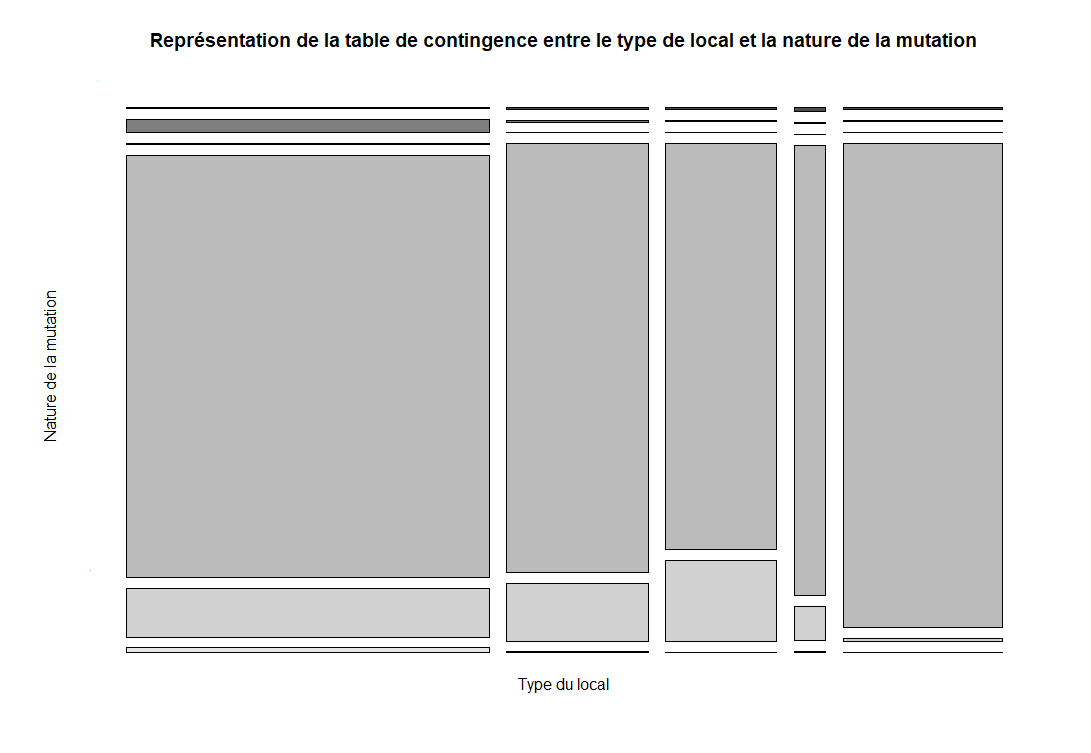 Représentation de la table de contingence entre le type de local et la nature de la mutation
Nature de la mutation
Type du local